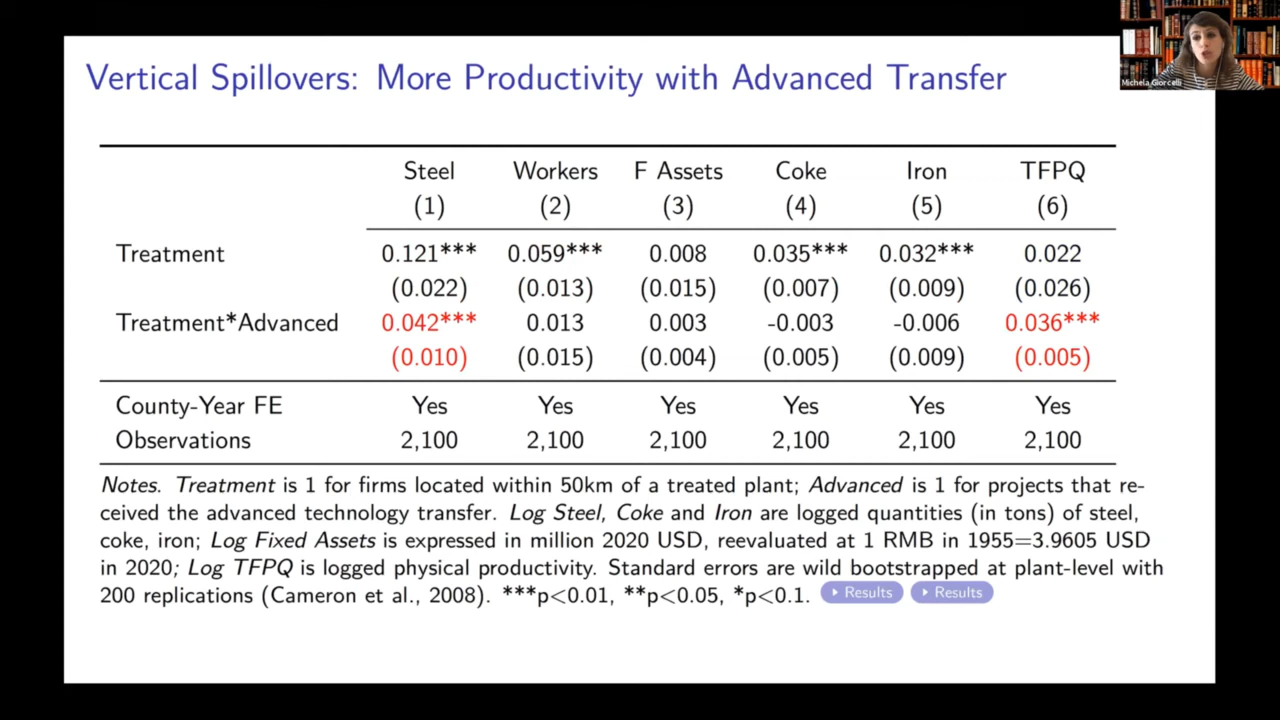 Michela Giorcelli
Vertical Spillovers: More Productivity with Advanced Transfer
Steel Workers F Assets Coke Iron TFPQ
(1) (2) (3) (4) (5) (6)
Treatment 0.121*** 0.059*** 0.008 0.035*** 0.032*** 0.022
(0.022) (0.013) (0.015) (0.007) (0.009) (0.026)
Treatment*Advanced 0.042*** 0.013 0.003 -0.003 -0.006 0.036***
(0.010) (0.015) (0.004) (0.005) (0.009) (0.005)
County-Year FE Yes Yes Yes Yes Yes Yes
Observations 2,100 2,100 2,100 2,100 2,100 2,100
Notes. Treatment is 1 for firms located within 50km of a treated plant; Advanced is 1 for projects that re-
ceived the advanced technology transfer. Log Steel, Coke and Iron are logged quantities (in tons) of steel,
coke, iron; Log Fixed Assets is expressed in million 2020 USD, reevaluated at 1 RMB in 1955=3.9605 USD
in 2020; Log TFPQ is logged physical productivity. Standard errors are wild bootstrapped at plant-level with
200 replications (Cameron et al., 2008). ***p<0.01, **p<0.05, *p<0.1. Results Results